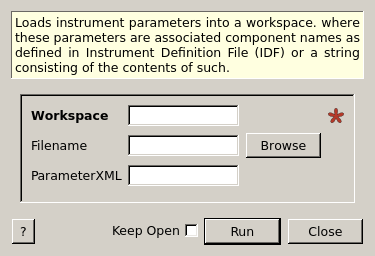 Loads instrument parameters into a workspace. where
these parameters are associated component names as
defined in Instrument Definition File (IDF) or a string
consisting of the contents of such.
Workspace
Filename
Browse
ParameterXML
?
Keep Open
Run
Close